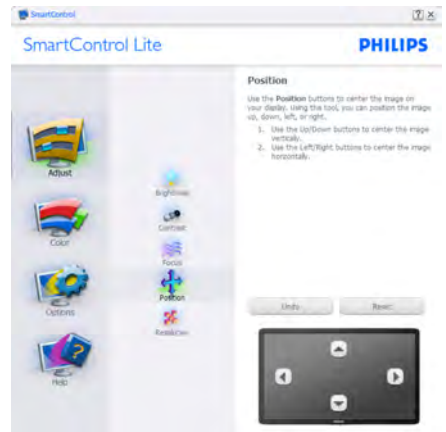 SmartControl
SmartControl Lite
PHILIPS
Position
Use the Position buttons to center the image on
your display. Using the tool, you can position the image
up, down, left, or right.
1. Use the Up/Down buttons to center the image
vertically.
2. Use the Left/Right buttons to center the image
horizontally.
Adjust
Color
Options
Help
Brightness
Contrast
Focus
Position
Resolution
Undo
Reset